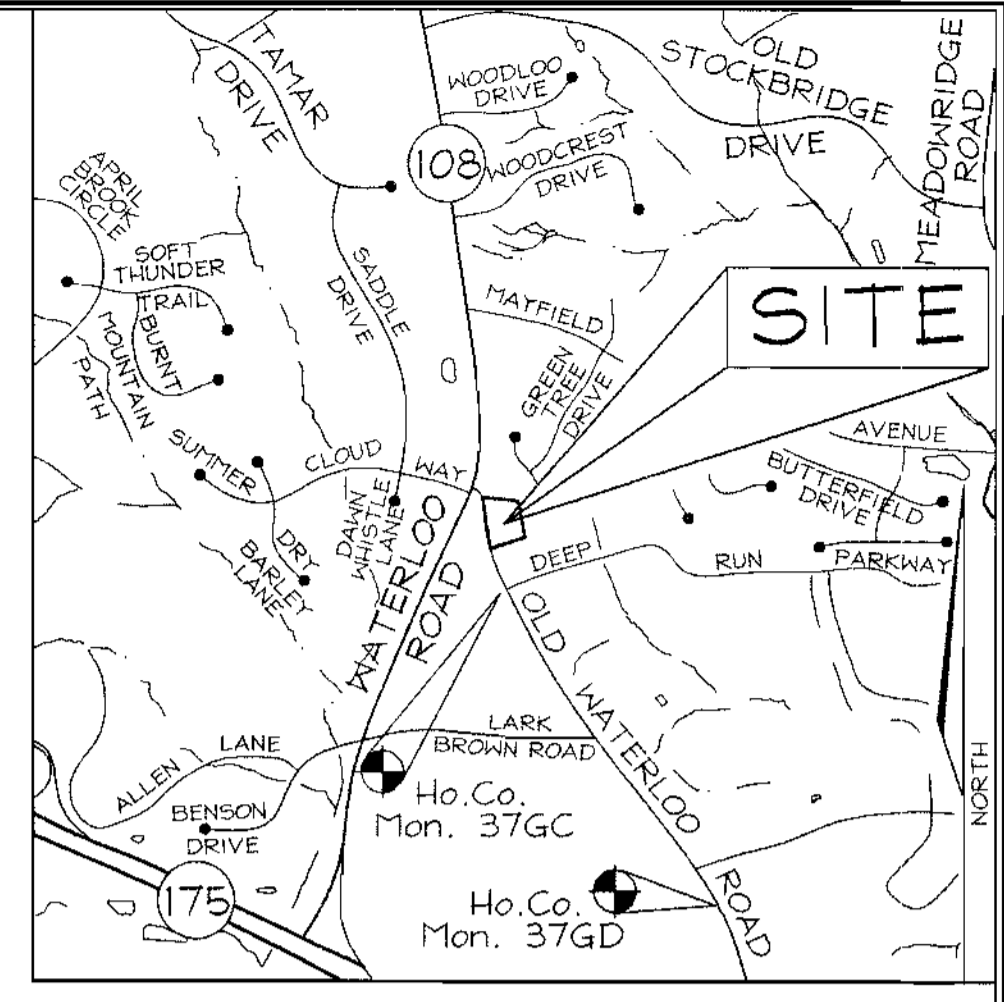 TAMAR
DRIVE
WOODLOO
DRIVE
OLD
STOCKBRIDGE
DRIVE
MEADOWRIDGE
ROAD
108
WOODCREST
DRIVE
APRIL
BROOK
CIRCLE
SOFT
THUNDER
TRAIL
SADDLE
DRIVE
MAYFIELD
SITE
BURNT
MOUNTAIN
PATH
GREEN
TREE
DRIVE
AVENUE
SUMMER
CLOUD
WAY
BUTTERFIELD
DRIVE
DAWN
WHISTLE
LANE
DRY
BARLEY
LANE
WATERLOO
ROAD
DEEP
RUN
PARKWAY
OLD
WATERLOO
ROAD
LARK
BROWN ROAD
ALLEN
LANE
BENSON
DRIVE
Ho.Co.
Mon. 37GC
NORTH
175
Ho.Co.
Mon. 37GD